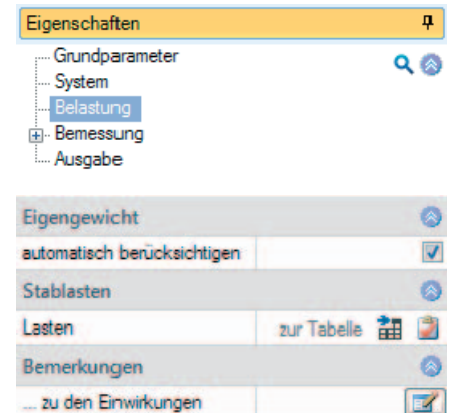 Eigenschaften
Grundparameter
System
Belastung
Bemessung
Ausgabe
Eigengewicht
automatisch berücksichtigen
Stablasten
Lasten zur Tabelle
Bemerkungen
... zu den Einwirkungen